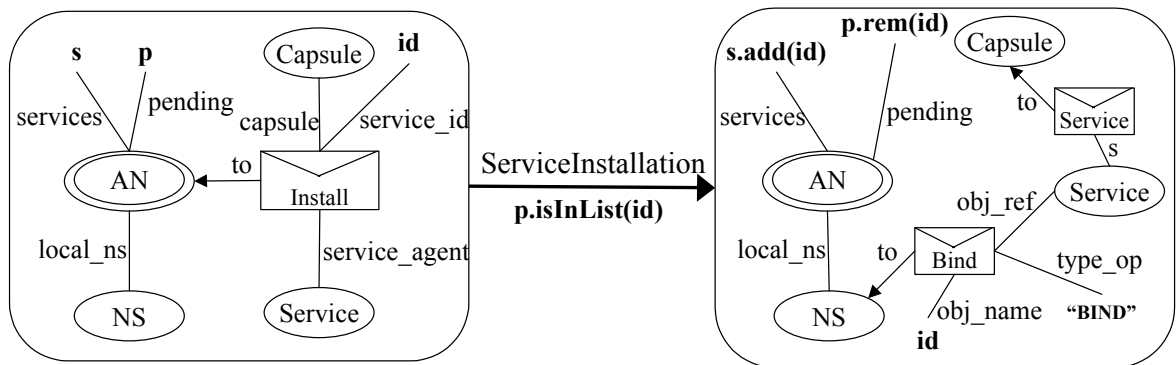 s
p
Capsule
id
services
pending
capsule
service_id
AN
to
Install
local_ns
service_agent
NS
Service
ServiceInstallation
p.isInList(id)
p.rem(id)
s.add(id)
Capsule
to
Service
services
pending
s
AN
Service
obj_ref
local_ns
to
Bind
type_op
NS
obj_name
“BIND”
id